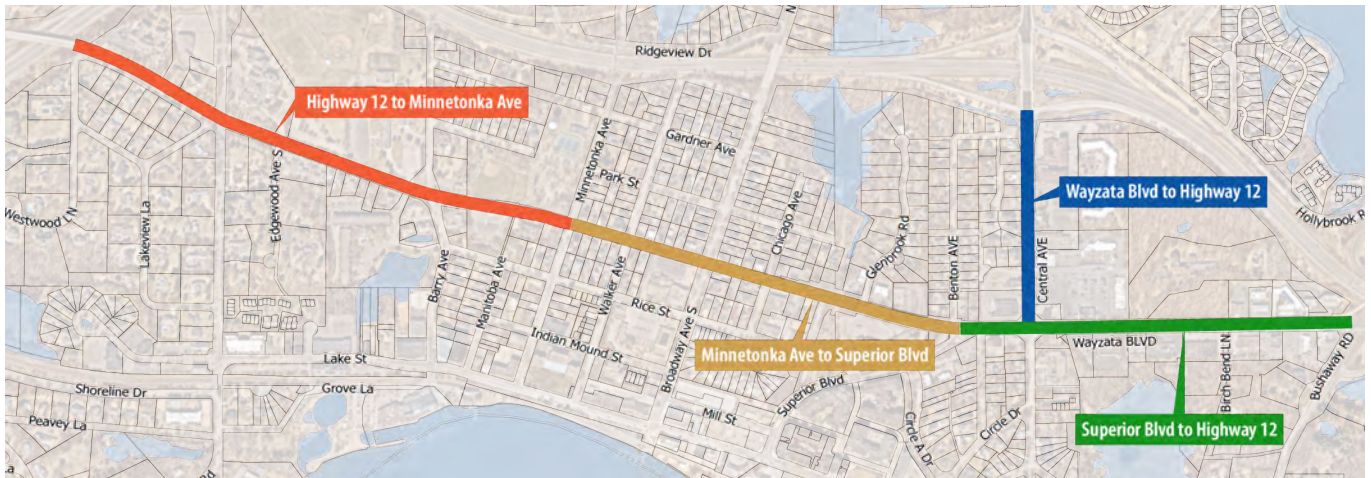 Ridgeview Dr
N
Highway 12 to Minnetonka Ave
Gardner Ave
Minnetonka Ave
Park St
Edgewood Ave S
Wayzata Blvd to Highway 12
Westwood LN
Lakeview La
Chicago Ave
Glenbrook Rd
Benton AVE
Central AVE
Hollybrook R
Barry Ave
Manitoba Ave
Walker Ave
Rice St
Broadway Ave S
Indian Mound St
Minnetonka Ave to Superior Blvd
Wayzata BLVD
Birch Bend LN
Bushaway RD
Lake St
Shoreline Dr
Grove La
Superior Blvd
Mill St
Peavey La
Circle A Dr
Circle Dr
Superior Blvd to Highway 12
La
Rd